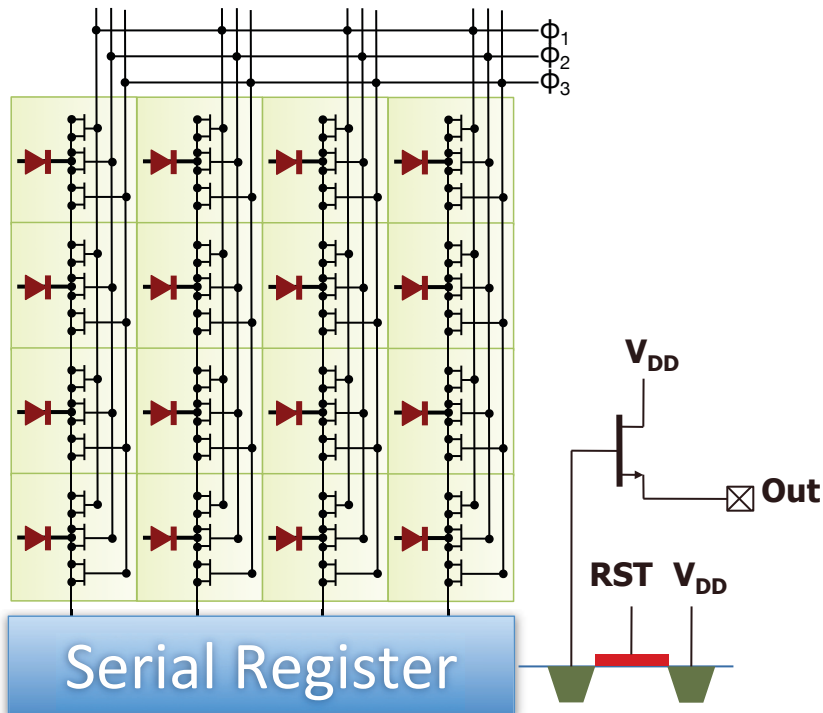 ϕ1
ϕ2
ϕ3
VDD
Out
RST VDD
Serial Register